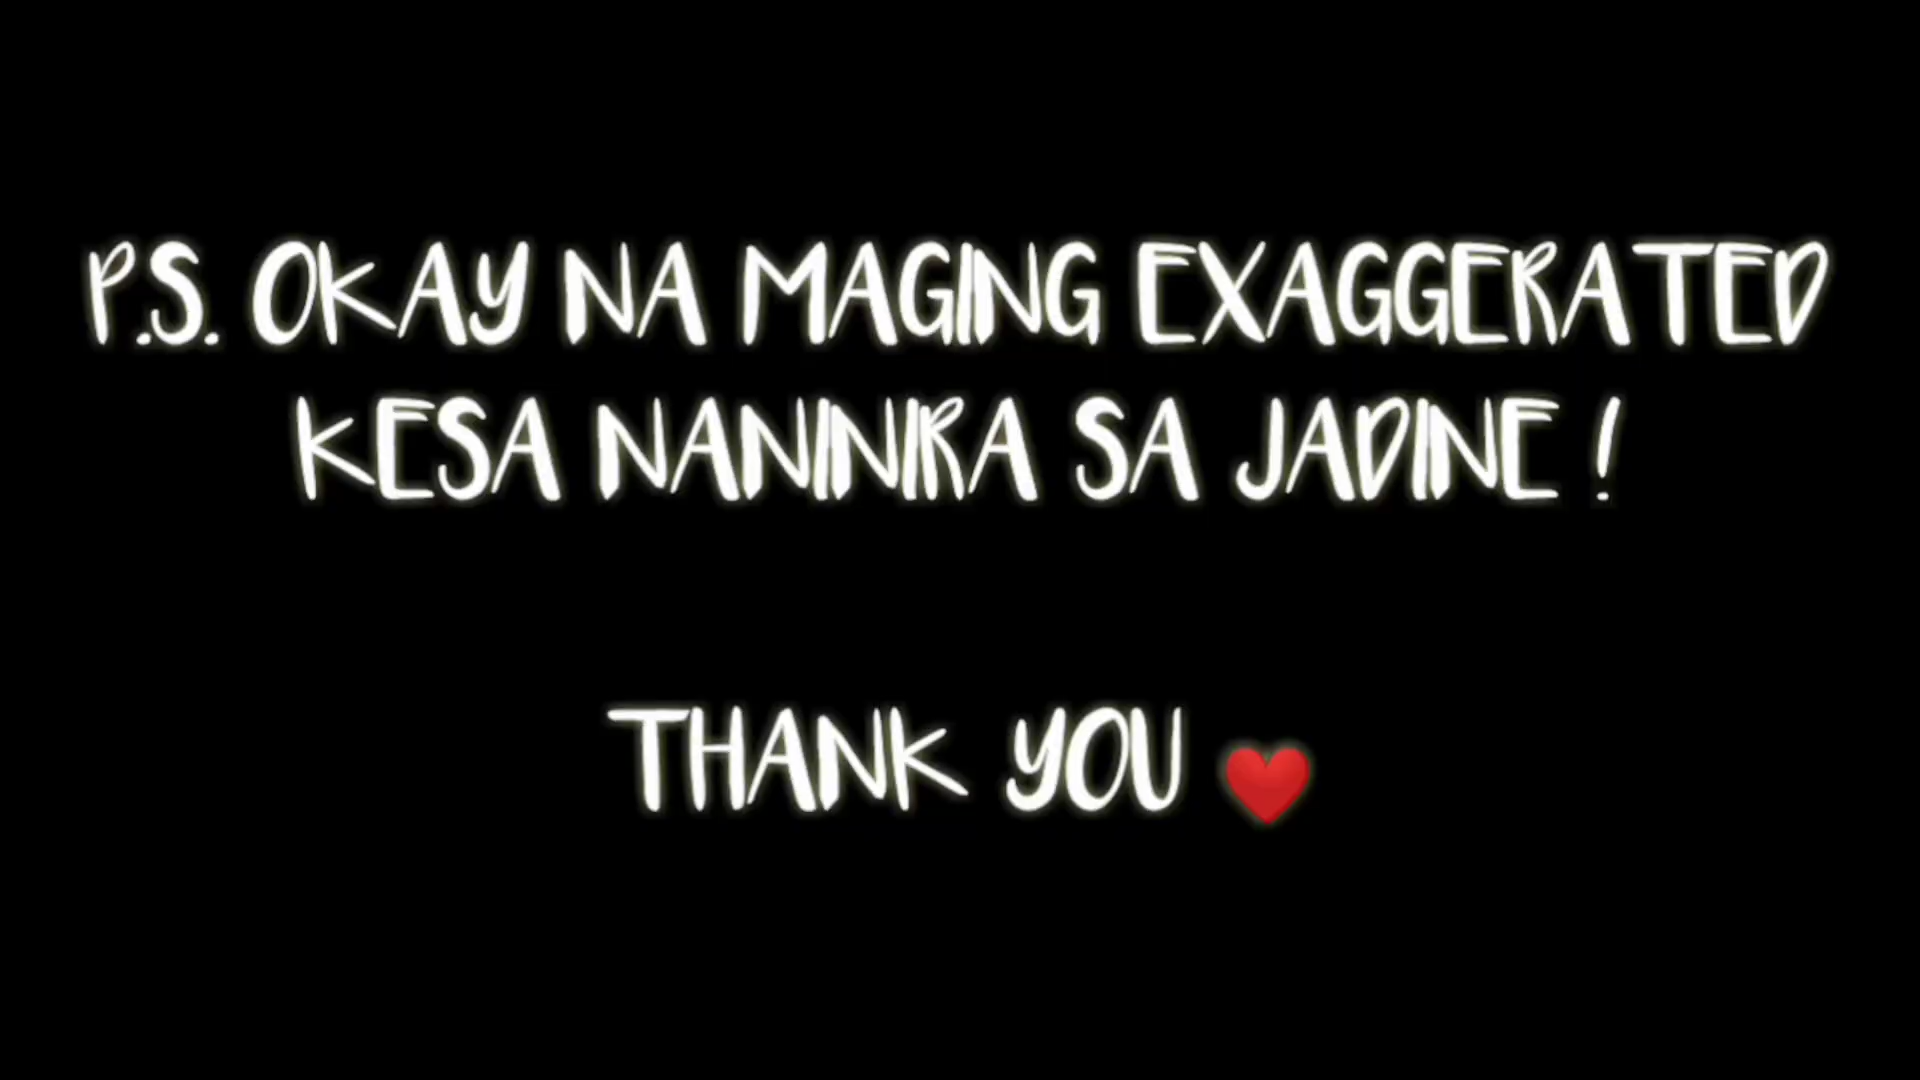 P.S. OKAY NA MAGING EXAGGERATED
KESA NANINIRA SA JADINE !
THANK YOU ❤️